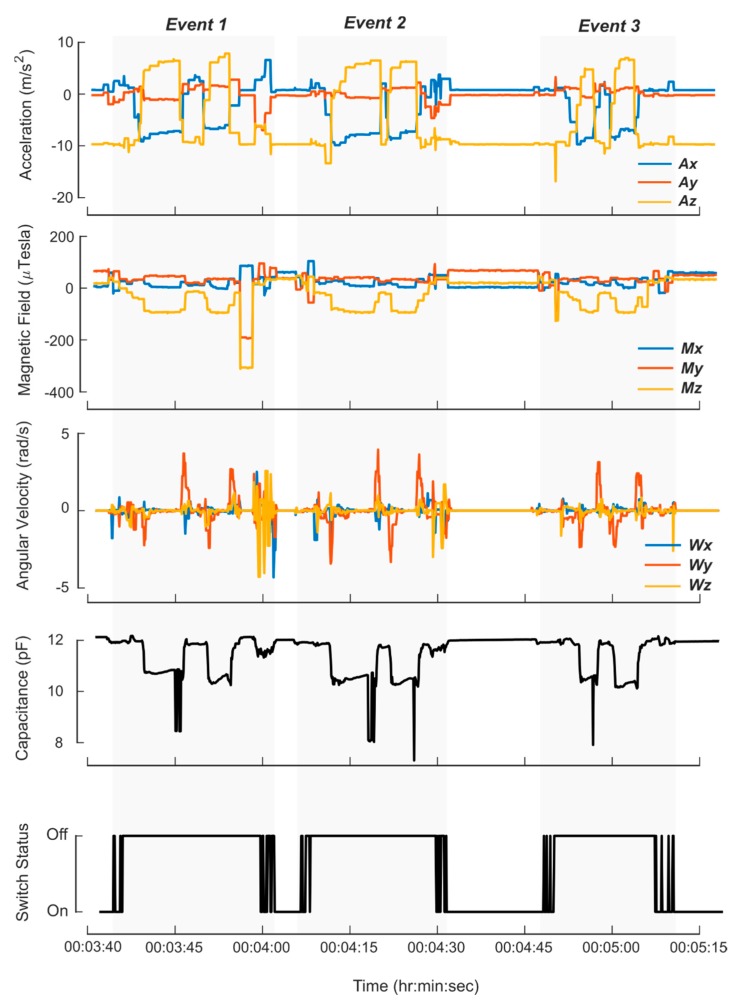 Event 1
Event 2
Event 3
Accelration (m/s²)
10
0
-10
-20
Ax
Ay
Az
Magnetic Field (μTesla)
200
0
-200
-400
Mx
My
Mz
Angular Velocity (rad/s)
5
0
-5
Wx
Wy
Wz
Capacitance (pF)
12
10
8
Switch Status
Off
On
00:03:40 00:03:45 00:04:00 00:04:15 00:04:30 00:04:45 00:05:00 00:05:15
Time (hr:min:sec)